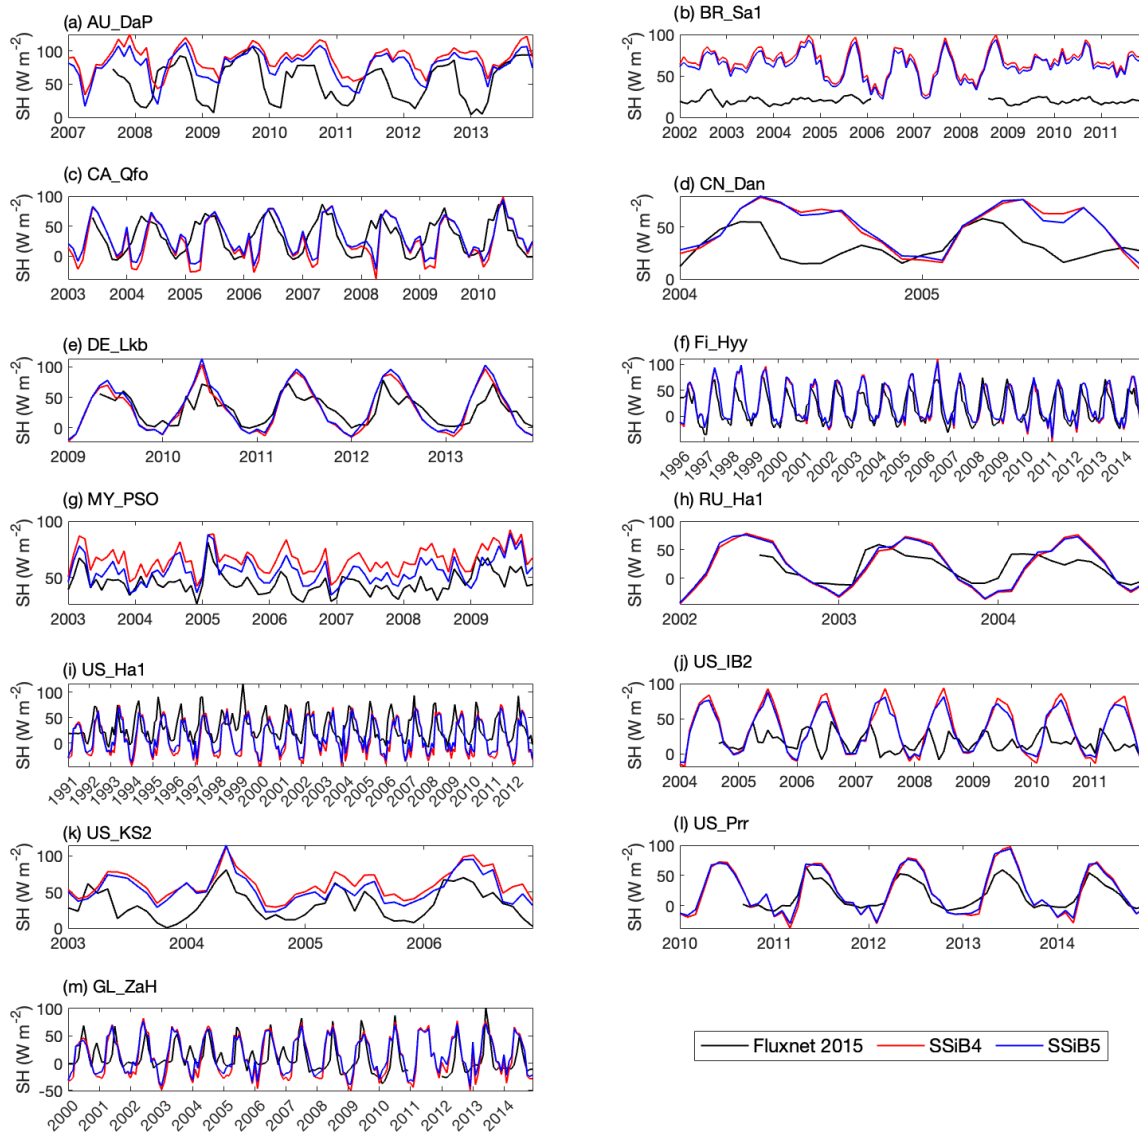 (a) AU_DaP
SH (W m⁻²)
100
50
0
2007 2008 2009 2010 2011 2012 2013
(b) BR_Sa1
SH (W m⁻²)
100
50
0
2002 2003 2004 2005 2006 2007 2008 2009 2010 2011
(c) CA_Qfo
SH (W m⁻²)
100
50
0
2003 2004 2005 2006 2007 2008 2009 2010
(d) CN_Dan
SH (W m⁻²)
50
0
2004 2005
(e) DE_Lkb
SH (W m⁻²)
100
50
0
2009 2010 2011 2012 2013
(f) Fi_Hyy
SH (W m⁻²)
100
50
0
1996 1997 1998 1999 2000 2001 2002 2003 2004 2005 2006 2007 2008 2009 2010 2011 2012 2013 2014
(g) MY_PSO
SH (W m⁻²)
100
50
2003 2004 2005 2006 2007 2008 2009
(h) RU_Ha1
SH (W m⁻²)
100
50
0
2002 2003 2004
(i) US_Ha1
SH (W m⁻²)
100
50
0
1991 1992 1993 1994 1995 1996 1997 1998 1999 2000 2001 2002 2003 2004 2005 2006 2007 2008 2009 2010 2011 2012
(j) US_IB2
SH (W m⁻²)
100
50
0
2004 2005 2006 2007 2008 2009 2010 2011
(k) US_KS2
SH (W m⁻²)
100
50
0
2003 2004 2005 2006
(l) US_Prr
SH (W m⁻²)
100
50
0
2010 2011 2012 2013 2014
(m) GL_ZaH
SH (W m⁻²)
100
50
0
-50
2000 2001 2002 2003 2004 2005 2006 2007 2008 2009 2010 2011 2012 2013 2014
Fluxnet 2015 SSiB4 SSiB5